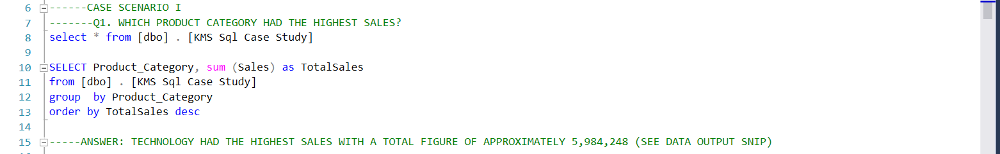 6 ------CASE SCENARIO I
7 -------Q1. WHICH PRODUCT CATEGORY HAD THE HIGHEST SALES?
8 select * from [dbo] . [KMS Sql Case Study]
9
10 SELECT Product_Category, sum (Sales) as TotalSales
11 from [dbo] . [KMS Sql Case Study]
12 group  by Product_Category
13 order by TotalSales desc
14
15 -----ANSWER: TECHNOLOGY HAD THE HIGHEST SALES WITH A TOTAL FIGURE OF APPROXIMATELY 5,984,248 (SEE DATA OUTPUT SNIP)